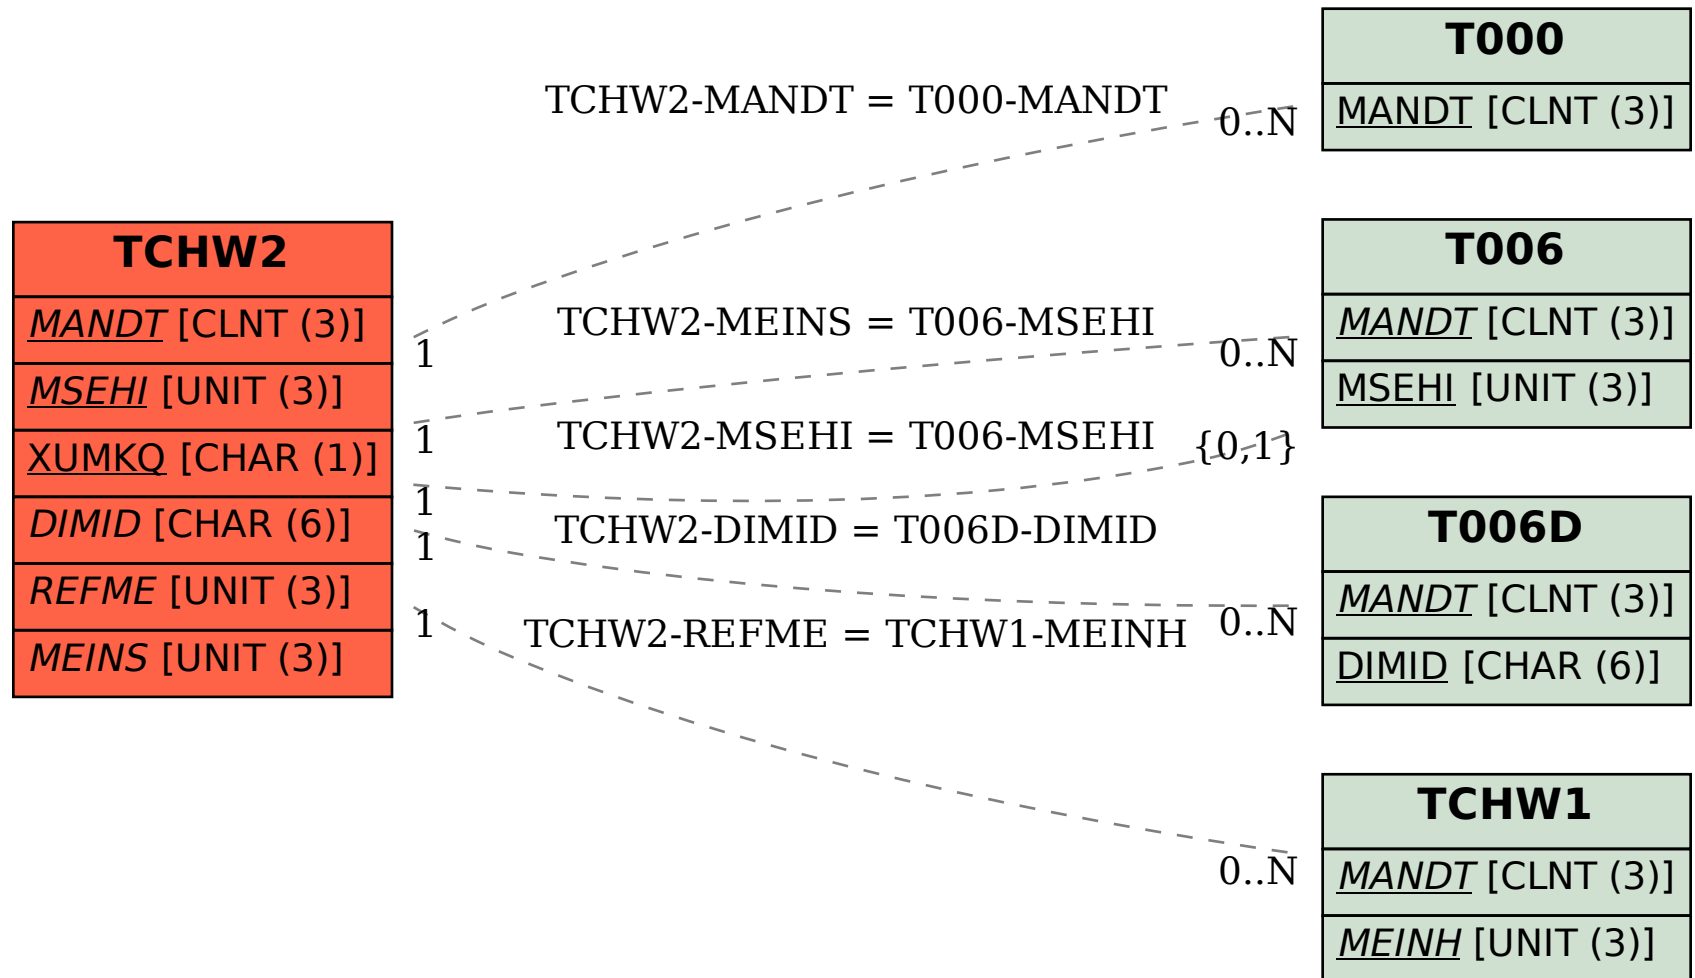 TCHW2
MANDT [CLNT (3)]
MSEHI [UNIT (3)]
XUMKQ [CHAR (1)]
DIMID [CHAR (6)]
REFME [UNIT (3)]
MEINS [UNIT (3)]
TCHW2-MANDT = T000-MANDT
1
0..N
TCHW2-MEINS = T006-MSEHI
1
0..N
TCHW2-MSEHI = T006-MSEHI
1
{0,1}
TCHW2-DIMID = T006D-DIMID
1
0..N
TCHW2-REFME = TCHW1-MEINH
1
0..N
T000
MANDT [CLNT (3)]
T006
MANDT [CLNT (3)]
MSEHI [UNIT (3)]
T006D
MANDT [CLNT (3)]
DIMID [CHAR (6)]
TCHW1
MANDT [CLNT (3)]
MEINH [UNIT (3)]